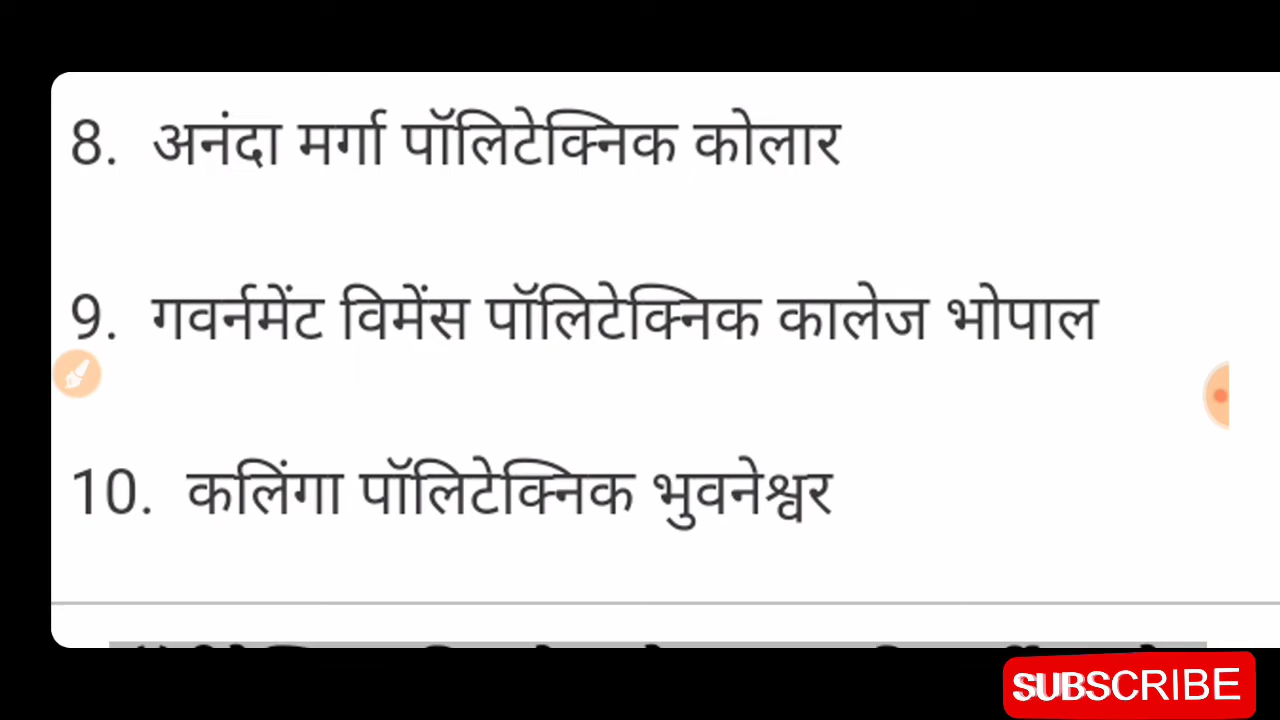 8. अनंदा मर्गा पॉलिटेक्निक कोलार
9. गवर्नमेंट विमेंस पॉलिटेक्निक कालेज भोपाल
10. कलिंगा पॉलिटेक्निक भुवनेश्वर
SUBSCRIBE